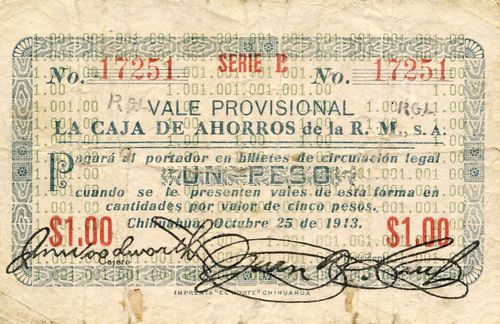 SERIE E
No. 17251 No. 17251
RGL RGL
VALE PROVISIONAL
LA CAJA DE AHORROS de la R. M., S.A.
Pagará al portador en billetes de circulación legal
UN PESO
cuando se le presenten vales de esta forma en
cantidades por valor de cinco pesos.
Chihuahua, Octubre 25 de 1913.
$1.00 $1.00
Cajero
IMPRENTA "EL NORTE" CHIHUAHUA